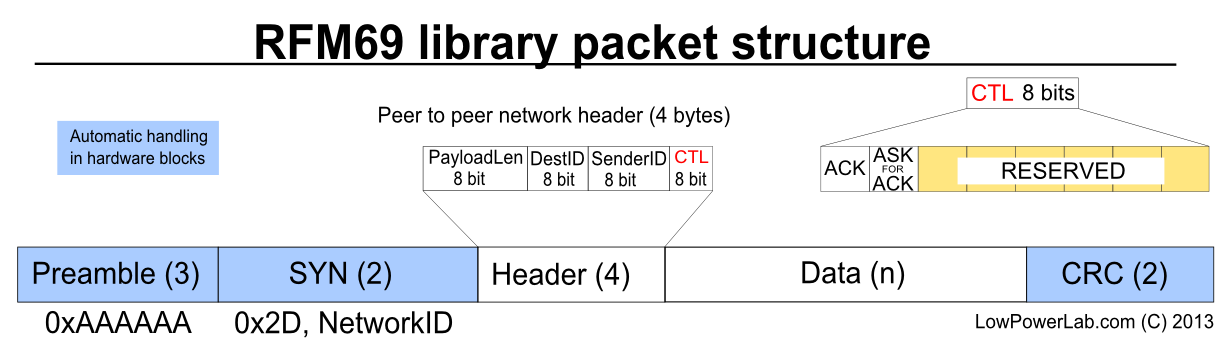 RFM69 library packet structure
CTL 8 bits
Peer to peer network header (4 bytes)
Automatic handling
in hardware blocks
PayloadLen DestID SenderID CTL
8 bit 8 bit 8 bit 8 bit
ACK
ASK
FOR
ACK
RESERVED
Preamble (3) SYN (2) Header (4) Data (n) CRC (2)
0xAAAAAA 0x2D, NetworkID
LowPowerLab.com (C) 2013